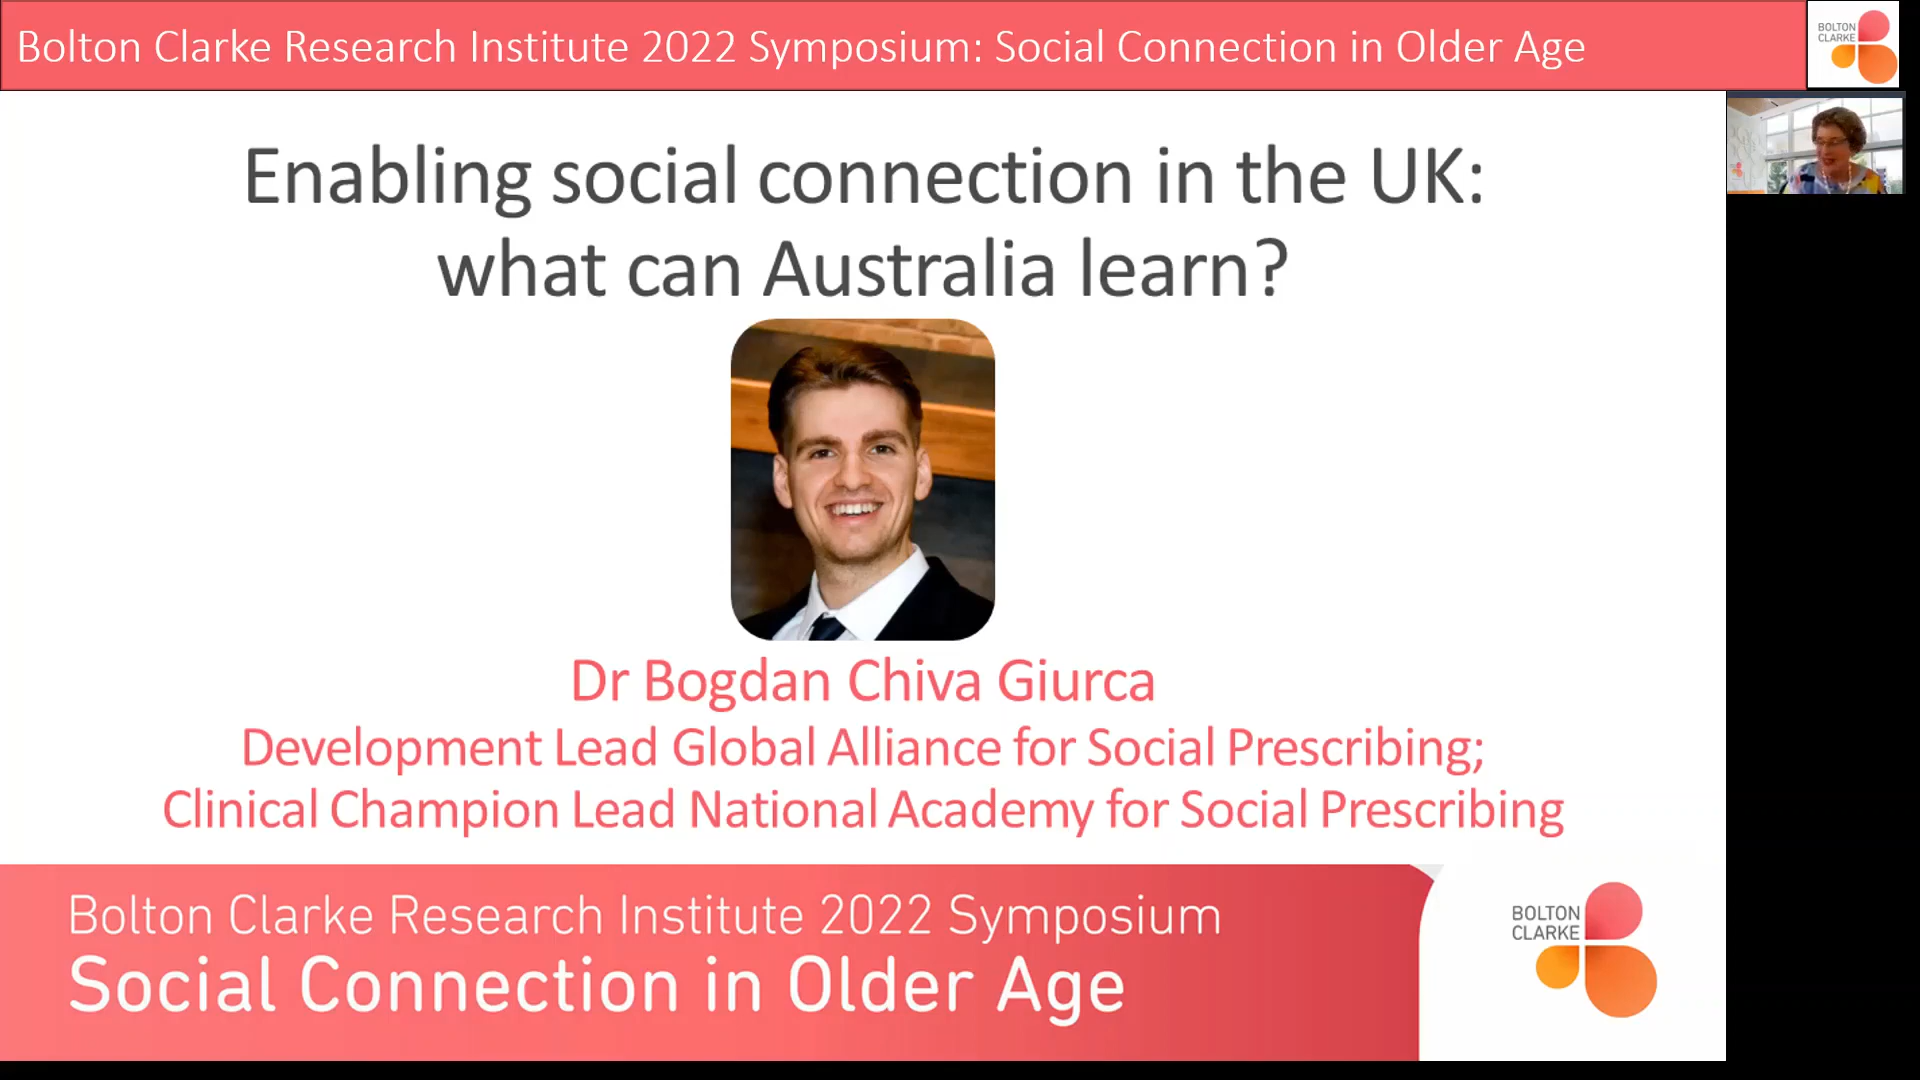 Bolton Clarke Research Institute 2022 Symposium: Social Connection in Older Age
BOLTON
CLARKE
Enabling social connection in the UK:
what can Australia learn?
Dr Bogdan Chiva Giurca
Development Lead Global Alliance for Social Prescribing;
Clinical Champion Lead National Academy for Social Prescribing
Bolton Clarke Research Institute 2022 Symposium
Social Connection in Older Age
BOLTON
CLARKE